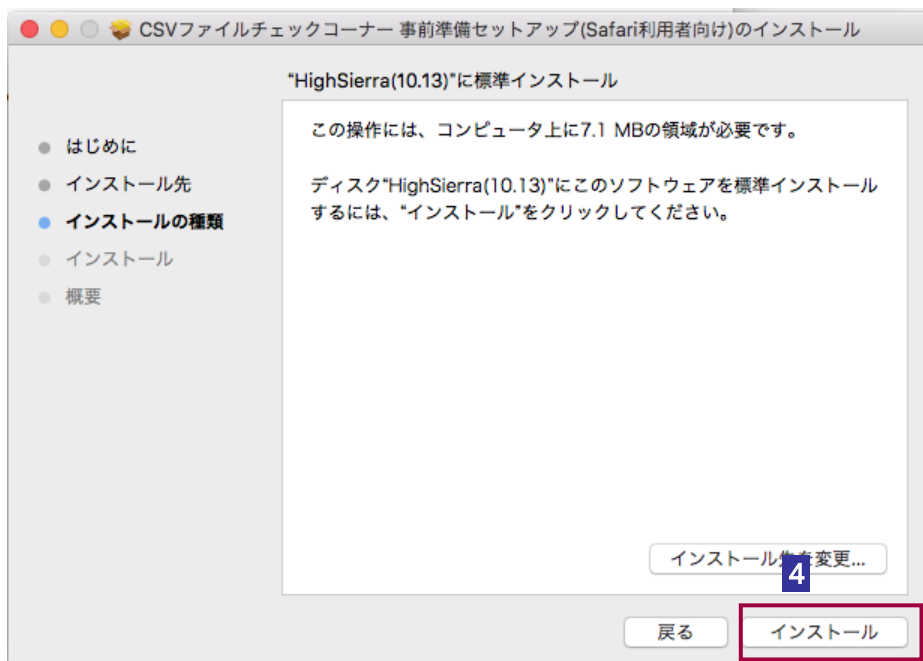 CSVファイルチェックコーナー 事前準備セットアップ(Safari利用者向け)のインストール
“HighSierra(10.13)”に標準インストール
はじめに
インストール先
インストールの種類
インストール
概要
この操作には、コンピュータ上に7.1 MBの領域が必要です。
ディスク“HighSierra(10.13)”にこのソフトウェアを標準インストール
するには、“インストール”をクリックしてください。
インストール先を変更...
4
戻る
インストール